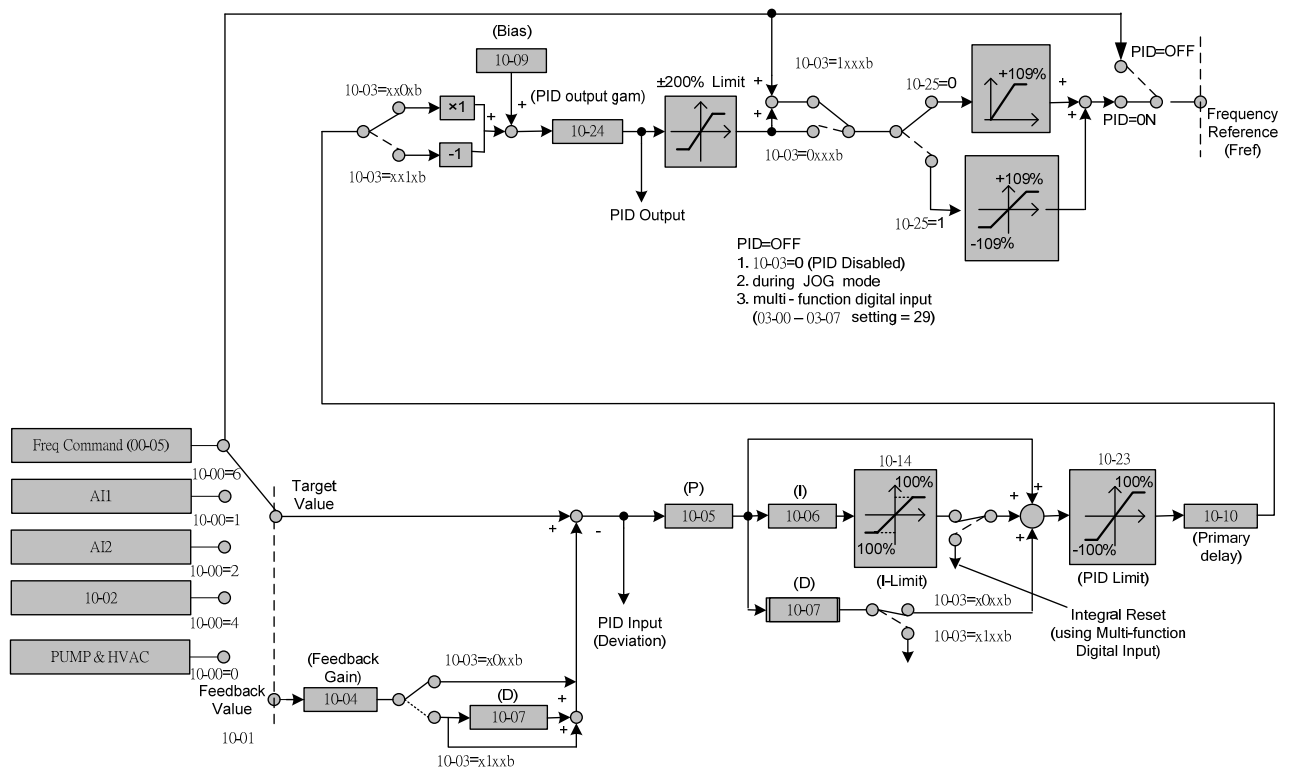 (Bias)
10-09
10-03=xx0xb
×1
-1
10-03=xx1xb
+
+
(PID output gam)
10-24
PID Output
±200% Limit
+
+
10-03=1xxxb
10-03=0xxxb
10-25=0
+109%
10-25=1
+109%
-109%
+
+
PID=OFF
PID=0N
Frequency
Reference
(Fref)
PID=OFF
1. 10-03=0 (PID Disabled)
2. during JOG mode
3. multi - function digital input
(03-00 – 03-07 setting = 29)
Freq Command (00-05)
10-00=6
AI1
10-00=1
AI2
10-00=2
10-02
10-00=4
PUMP & HVAC
10-00=0
Target
Value
Feedback
Value
10-01
(Feedback
Gain)
10-04
10-03=x0xxb
(D)
10-07
+
+
10-03=x1xxb
+
-
PID Input
(Deviation)
(P)
10-05
(I)
10-06
10-14
100%
100%
(I-Limit)
(D)
10-07
10-03=x0xxb
10-03=x1xxb
+
+
+
Integral Reset
(using Multi-function
Digital Input)
10-23
100%
-100%
(PID Limit)
10-10
(Primary
delay)